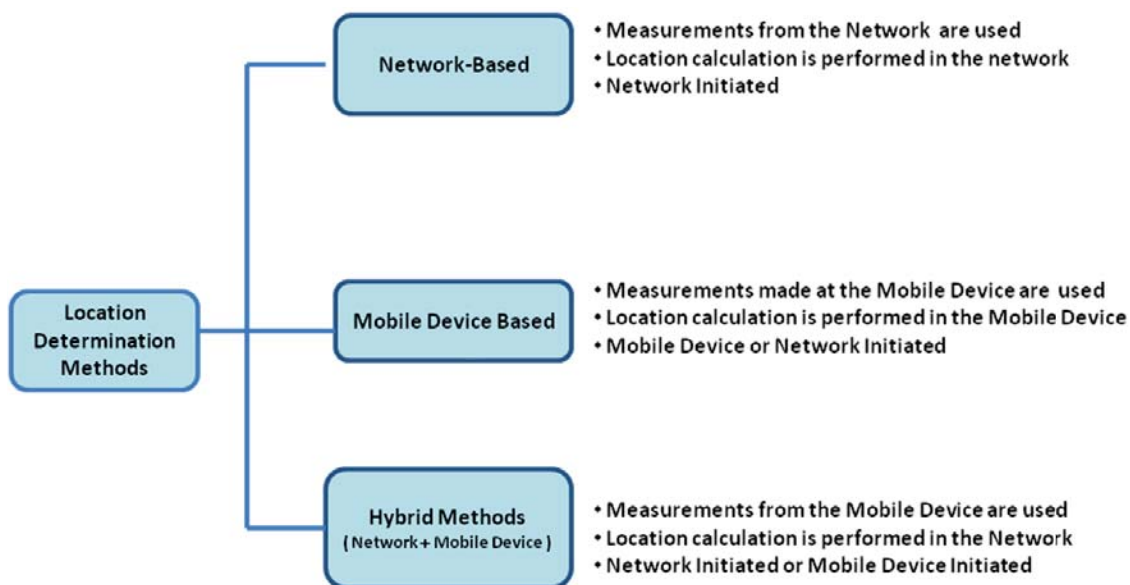 Network-Based
• Measurements from the Network are used
• Location calculation is performed in the network
• Network Initiated
Location
Determination
Methods
Mobile Device Based
• Measurements made at the Mobile Device are used
• Location calculation is performed in the Mobile Device
• Mobile Device or Network Initiated
Hybrid Methods
( Network + Mobile Device )
• Measurements from the Mobile Device are used
• Location calculation is performed in the Network
• Network Initiated or Mobile Device Initiated